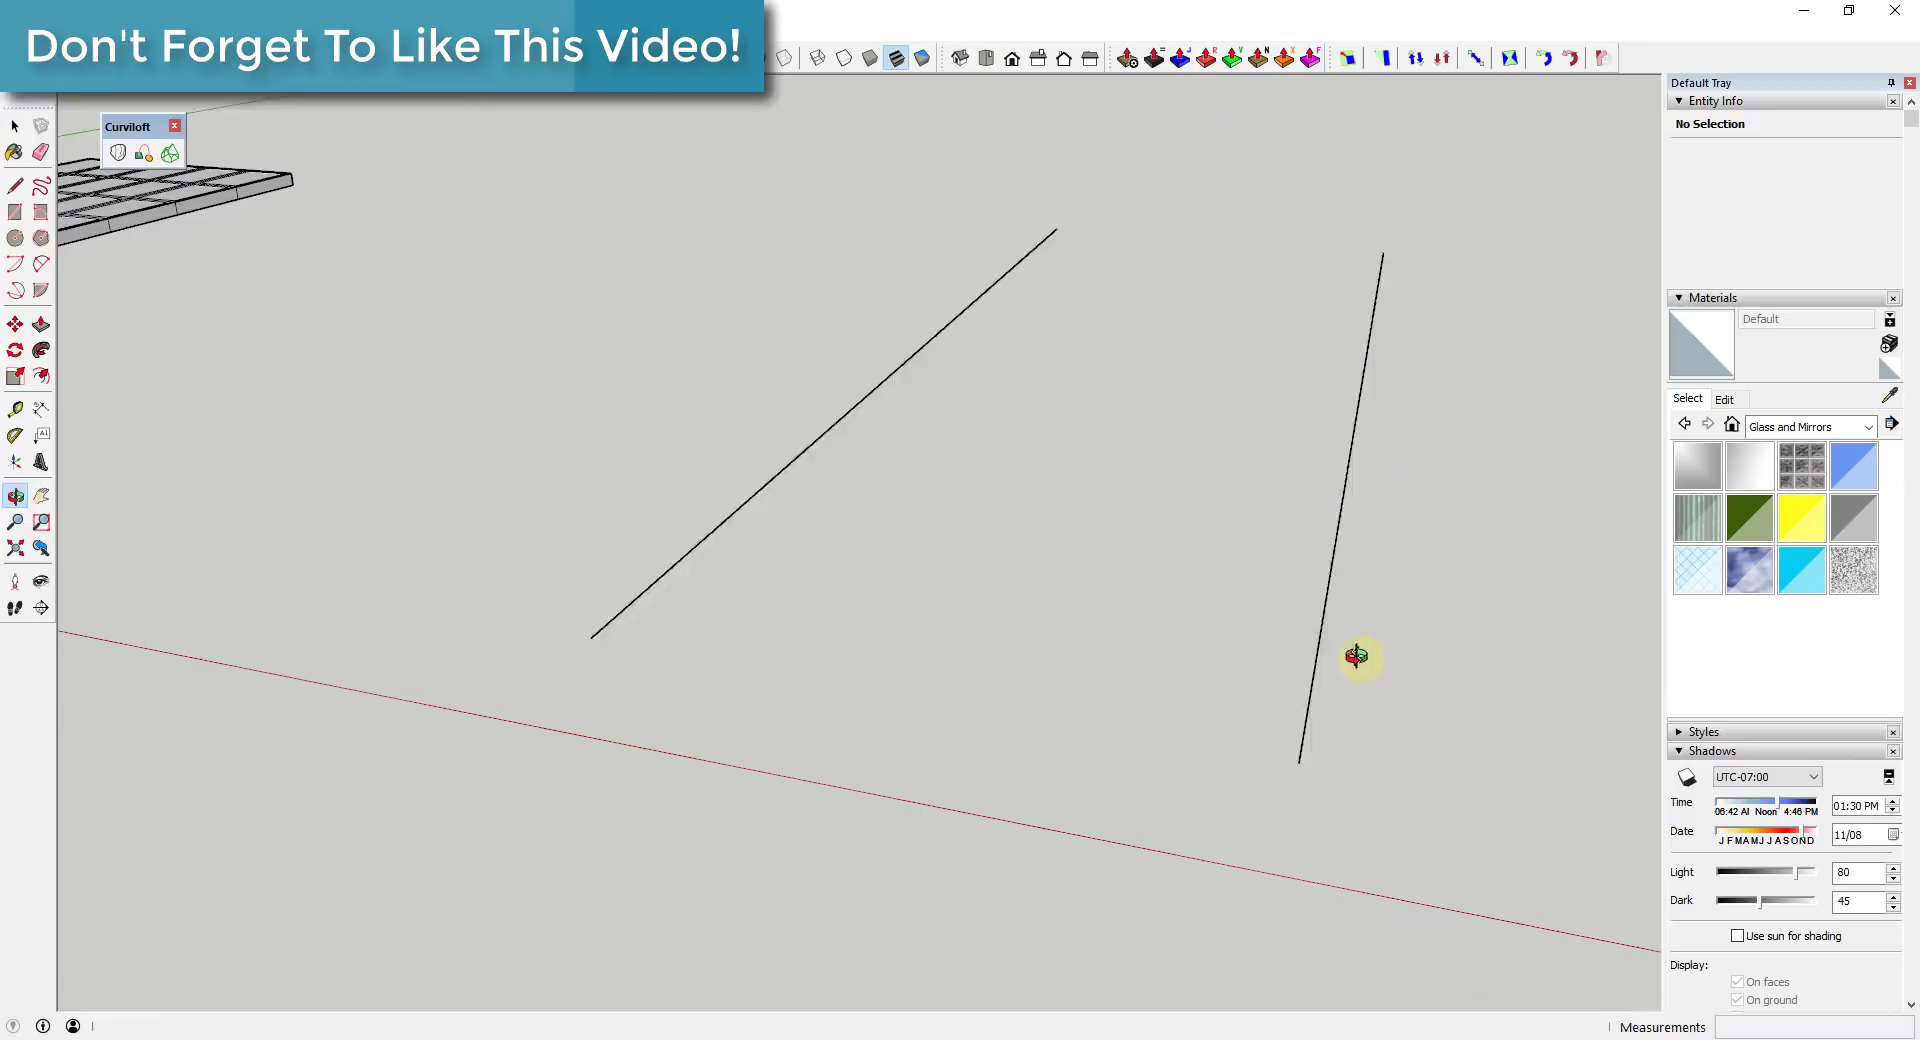 Don't Forget To Like This Video!
Default Tray
Entity Info
No Selection
Curviloft
Materials
Default
Select
Edit
Glass and Mirrors
Styles
Shadows
UTC-07:00
Time
06:42 AI
Noon
4:46 PM
01:30 PM
Date
J F M A M J J A S O N D
11/08
Light
80
Dark
45
Use sun for shading
Display:
On faces
On ground
Measurements